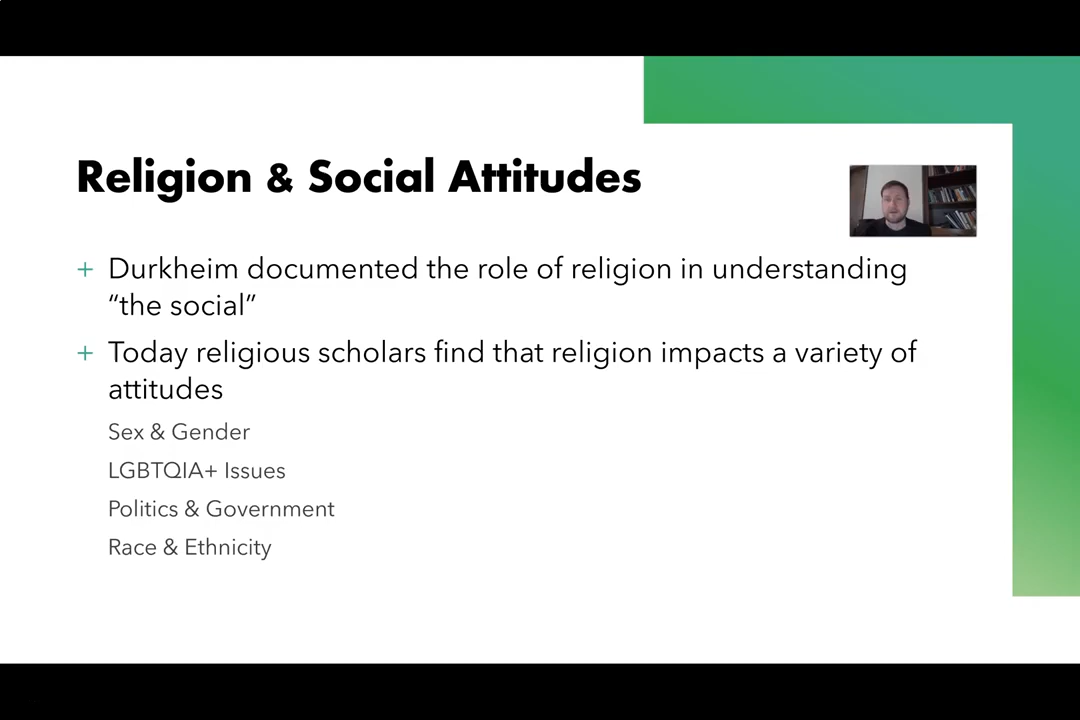 Religion & Social Attitudes
+ Durkheim documented the role of religion in understanding
“the social”
+ Today religious scholars find that religion impacts a variety of
attitudes
Sex & Gender
LGBTQIA+ Issues
Politics & Government
Race & Ethnicity